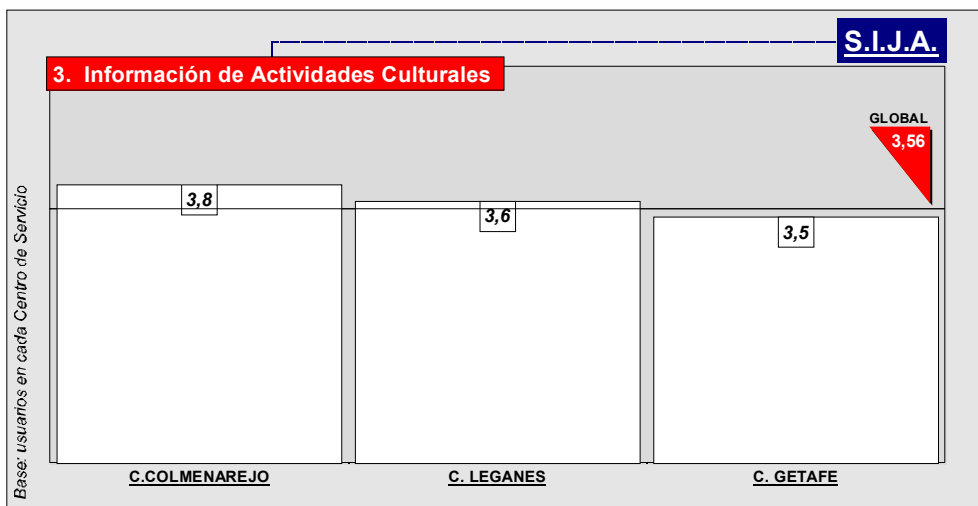 S.I.J.A.
3. Información de Actividades Culturales
GLOBAL
3,56
3,8
3,6
3,5
Base: usuarios en cada Centro de Servicio
C.COLMENAREJO
C. LEGANES
C. GETAFE